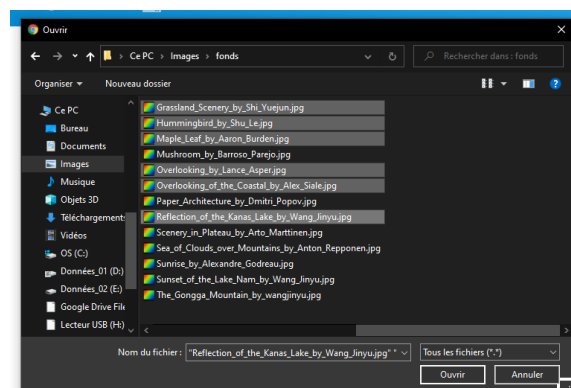 Ouvrir
Ce PC > Images > fonds
Rechercher dans : fonds
Organiser
Nouveau dossier
Ce PC
Bureau
Documents
Images
Musique
Objets 3D
Téléchargements
Vidéos
OS (C:)
Données_01 (D:)
Données_02 (E:)
Google Drive File
Lecteur USB (H:)
Grassland_Scenery_by_Shi_Yuejun.jpg
Hummingbird_by_Shu_Le.jpg
Maple_Leaf_by_Aaron_Burden.jpg
Mushroom_by_Barroso_Parejo.jpg
Overlooking_by_Lance_Asper.jpg
Overlooking_of_the_Coastal_by_Alex_Siale.jpg
Paper_Architecture_by_Dmitri_Popov.jpg
Reflection_of_the_Kanas_Lake_by_Wang_Jinyu.jpg
Scenery_in_Plateau_by_Arto_Marttinen.jpg
Sea_of_Clouds_over_Mountains_by_Anton_Repponen.jpg
Sunrise_by_Alexandre_Godreau.jpg
Sunset_of_the_Lake_Nam_by_Wang_Jinyu.jpg
The_Gongga_Mountain_by_wangjinyu.jpg
Nom du fichier : "Reflection_of_the_Kanas_Lake_by_Wang_Jinyu.jpg" "
Tous les fichiers (*.*)
Ouvrir
Annuler